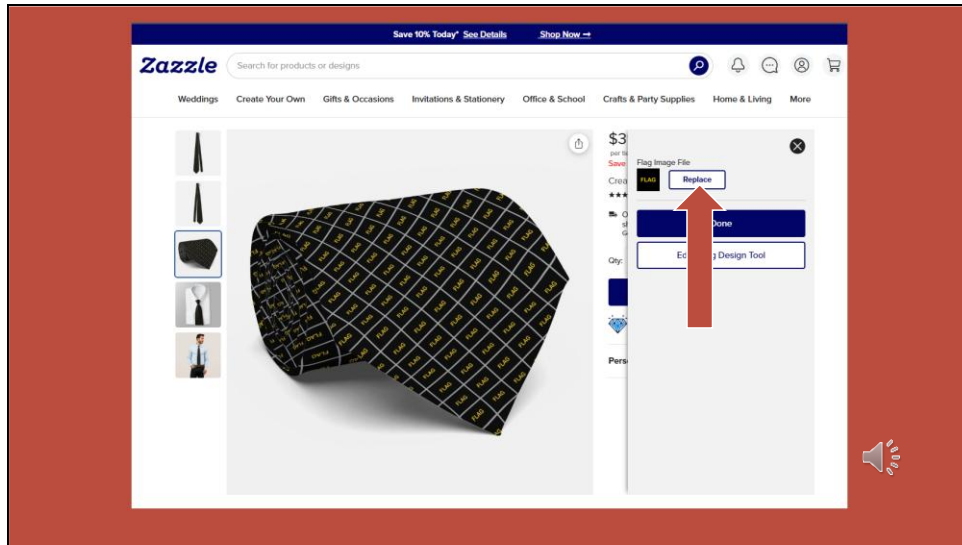 Save 10% Today* See Details Shop Now →
Zazzle Search for products or designs
Weddings Create Your Own Gifts & Occasions Invitations & Stationery Office & School Crafts & Party Supplies Home & Living More
$3
per
Save
Crea
Qty:
Pers
Flag Image File
FLAG Replace
Done
Ed
g Design Tool
FLAG